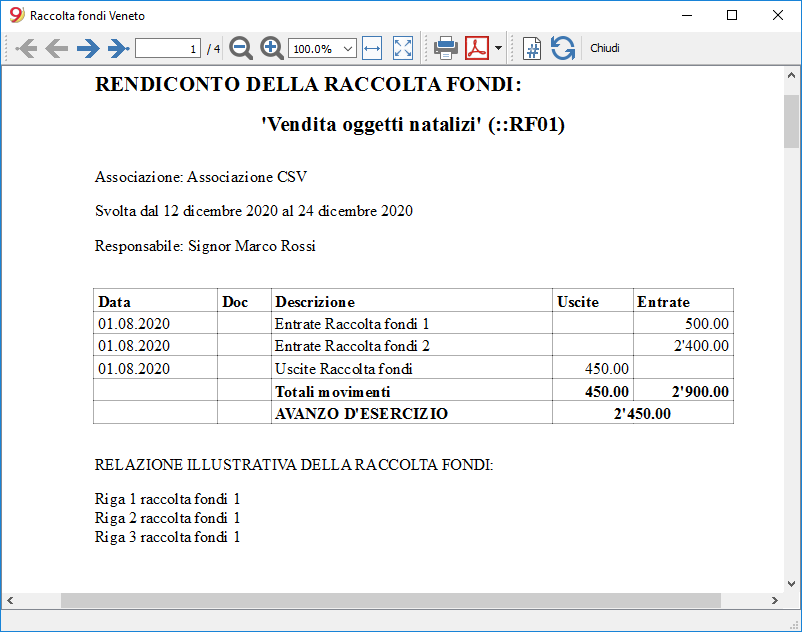 Raccolta fondi Veneto
1 / 4 100.0% Chiudi
RENDICONTO DELLA RACCOLTA FONDI:
'Vendita oggetti natalizi' (::RF01)
Associazione: Associazione CSV
Svolta dal 12 dicembre 2020 al 24 dicembre 2020
Responsabile: Signor Marco Rossi
Data Doc Descrizione Uscite Entrate
01.08.2020 Entrate Raccolta fondi 1 500.00
01.08.2020 Entrate Raccolta fondi 2 2'400.00
01.08.2020 Uscite Raccolta fondi 450.00
Totali movimenti 450.00 2'900.00
AVANZO D'ESERCIZIO 2'450.00
RELAZIONE ILLUSTRATIVA DELLA RACCOLTA FONDI:
Riga 1 raccolta fondi 1
Riga 2 raccolta fondi 1
Riga 3 raccolta fondi 1